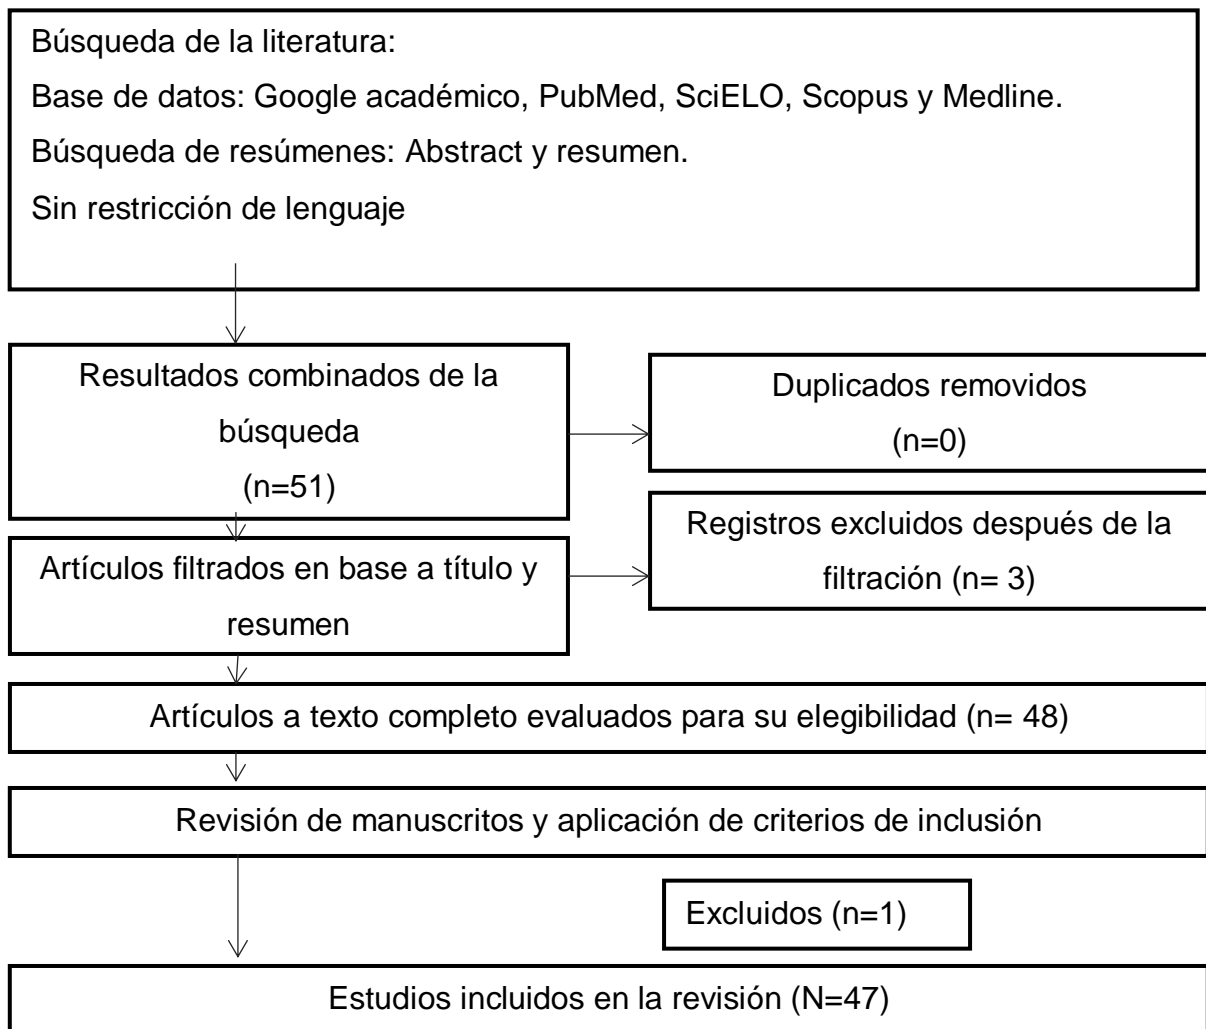 Búsqueda de la literatura:
Base de datos: Google académico, PubMed, SciELO, Scopus y Medline.
Búsqueda de resúmenes: Abstract y resumen.
Sin restricción de lenguaje
Resultados combinados de la
búsqueda
(n=51)
Duplicados removidos
(n=0)
Registros excluidos después de la
filtración (n= 3)
Artículos filtrados en base a título y
resumen
Artículos a texto completo evaluados para su elegibilidad (n= 48)
Revisión de manuscritos y aplicación de criterios de inclusión
Excluidos (n=1)
Estudios incluidos en la revisión (N=47)